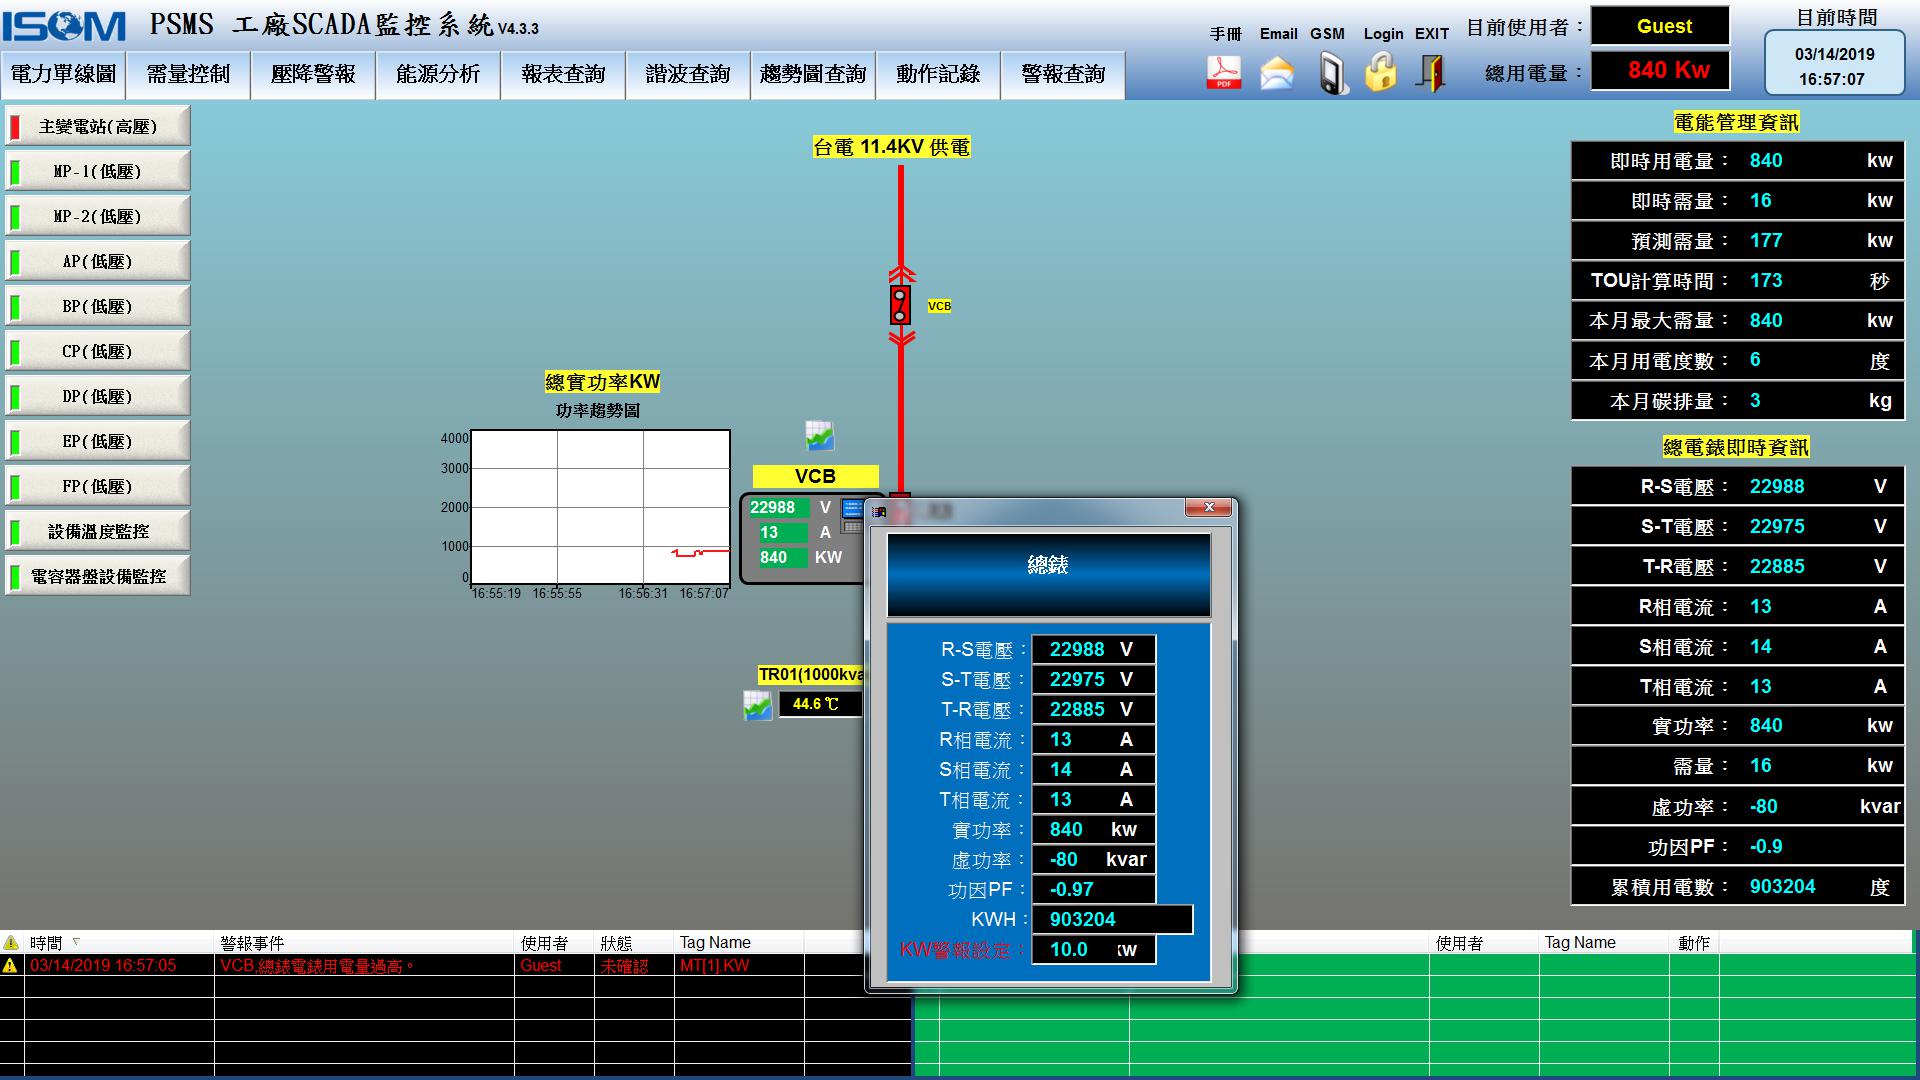 ISOM
PSMS 工廠SCADA監控系統 V4.3.3
手冊 Email GSM Login EXIT
PDF
目前使用者： Guest
總用電量： 840 Kw
目前時間
03/14/2019
16:57:07
電力單線圖 需量控制 壓降警報 能源分析 報表查詢 諧波查詢 趨勢圖查詢 動作記錄 警報查詢
主變電站(高壓)
MP-1(低壓)
MP-2(低壓)
AP(低壓)
BP(低壓)
CP(低壓)
DP(低壓)
EP(低壓)
FP(低壓)
設備溫度監控
電容器盤設備監控
台電 11.4KV 供電
VCB
總實功率KW
功率趨勢圖
4000
3000
2000
1000
0
16:55:19 16:55:55 16:56:31 16:57:07
VCB
22988 V
13 A
840 KW
TR01(1000kva
44.6 ℃
總錶
R-S電壓： 22988 V
S-T電壓： 22975 V
T-R電壓： 22885 V
R相電流： 13 A
S相電流： 14 A
T相電流： 13 A
實功率： 840 kw
虛功率： -80 kvar
功因PF： -0.97
KWH： 903204
KW警報設定： 10.0 kw
電能管理資訊
即時用電量： 840 kw
即時需量： 16 kw
預測需量： 177 kw
TOU計算時間： 173 秒
本月最大需量： 840 kw
本月用電度數： 6 度
本月碳排量： 3 kg
總電錶即時資訊
R-S電壓： 22988 V
S-T電壓： 22975 V
T-R電壓： 22885 V
R相電流： 13 A
S相電流： 14 A
T相電流： 13 A
實功率： 840 kw
需量： 16 kw
虛功率： -80 kvar
功因PF： -0.9
累積用電數： 903204 度
時間 警報事件 使用者 狀態 Tag Name
03/14/2019 16:57:05 VCB,總錶電錶用電量過高。 Guest 未確認 MT[1].KW
使用者 Tag Name 動作